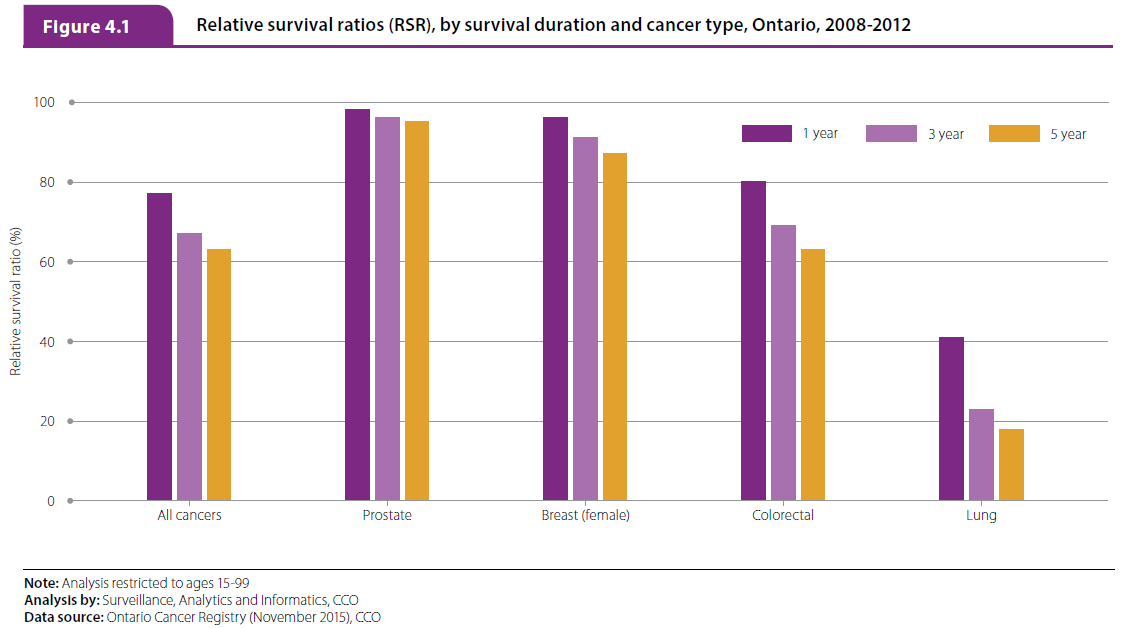 Figure 4.1
Relative survival ratios (RSR), by survival duration and cancer type, Ontario, 2008-2012
100
80
60
40
20
0
Relative survival ratio (%)
1 year
3 year
5 year
All cancers
Prostate
Breast (female)
Colorectal
Lung
Note: Analysis restricted to ages 15-99
Analysis by: Surveillance, Analytics and Informatics, CCO
Data source: Ontario Cancer Registry (November 2015), CCO